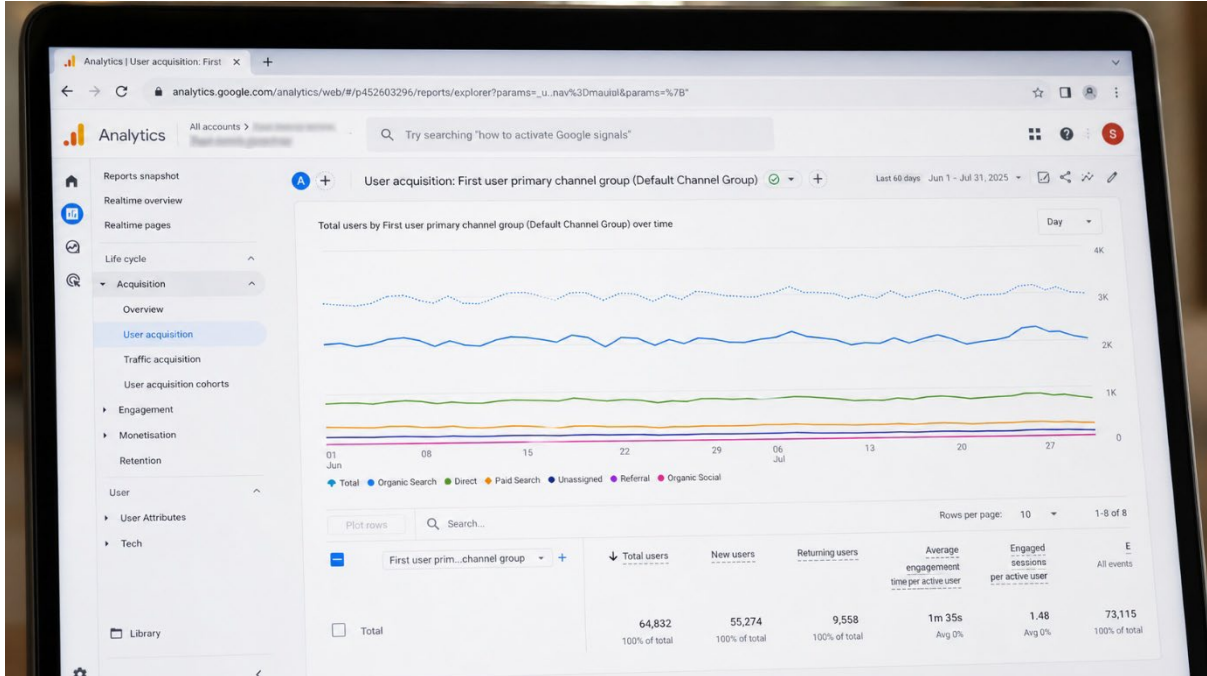 Analytics | User acquisition: First
analytics.google.com/analytics/web/#/p452603296/reports/explorer?params=_u..nav%3Dmauiol&params=%7B"
Analytics
All accounts >
Try searching "how to activate Google signals"
S
Reports snapshot
Realtime overview
Realtime pages
Life cycle
Acquisition
Overview
User acquisition
Traffic acquisition
User acquisition cohorts
Engagement
Monetisation
Retention
User
User Attributes
Tech
Library
A
User acquisition: First user primary channel group (Default Channel Group)
Last 60 days Jun 1 - Jul 31, 2025
Total users by First user primary channel group (Default Channel Group) over time
Day
4K
3K
2K
1K
0
01 08 15 22 29 06 13 20 27
Jun Jul
Total Organic Search Direct Paid Search Unassigned Referral Organic Social
Plot rows Search... Rows per page: 10 1-8 of 8
First user prim...channel group
Total users
New users
Returning users
Average
engagemeent
time per active user
Engaged
sessions
per active user
E
All events
Total 64,832 55,274 9,558 1m 35s 1.48 73,115
100% of total 100% of total 100% of total Avg 0% Avg 0% 100% of total